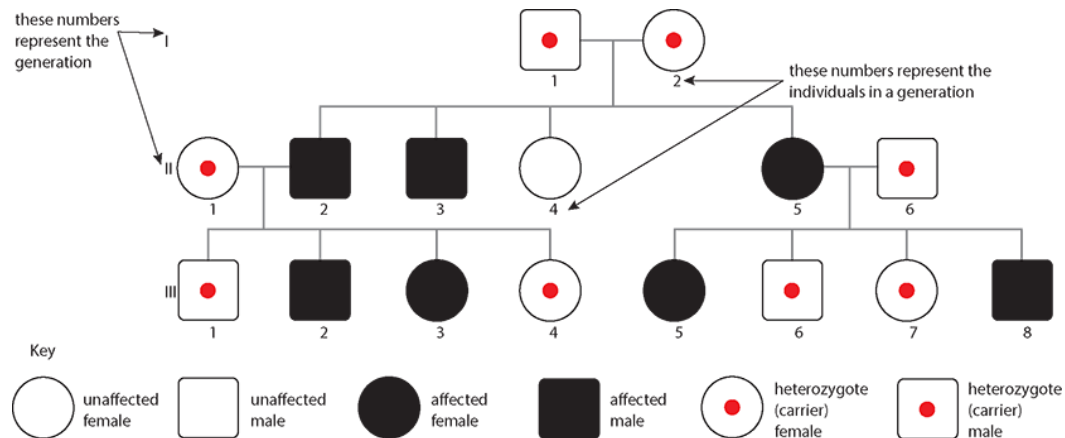 these numbers
represent the
generation
I
1
2
these numbers represent the
individuals in a generation
II
1
2
3
4
5
6
III
1
2
3
4
5
6
7
8
Key
unaffected
female
unaffected
male
affected
female
affected
male
heterozygote
(carrier)
female
heterozygote
(carrier)
male